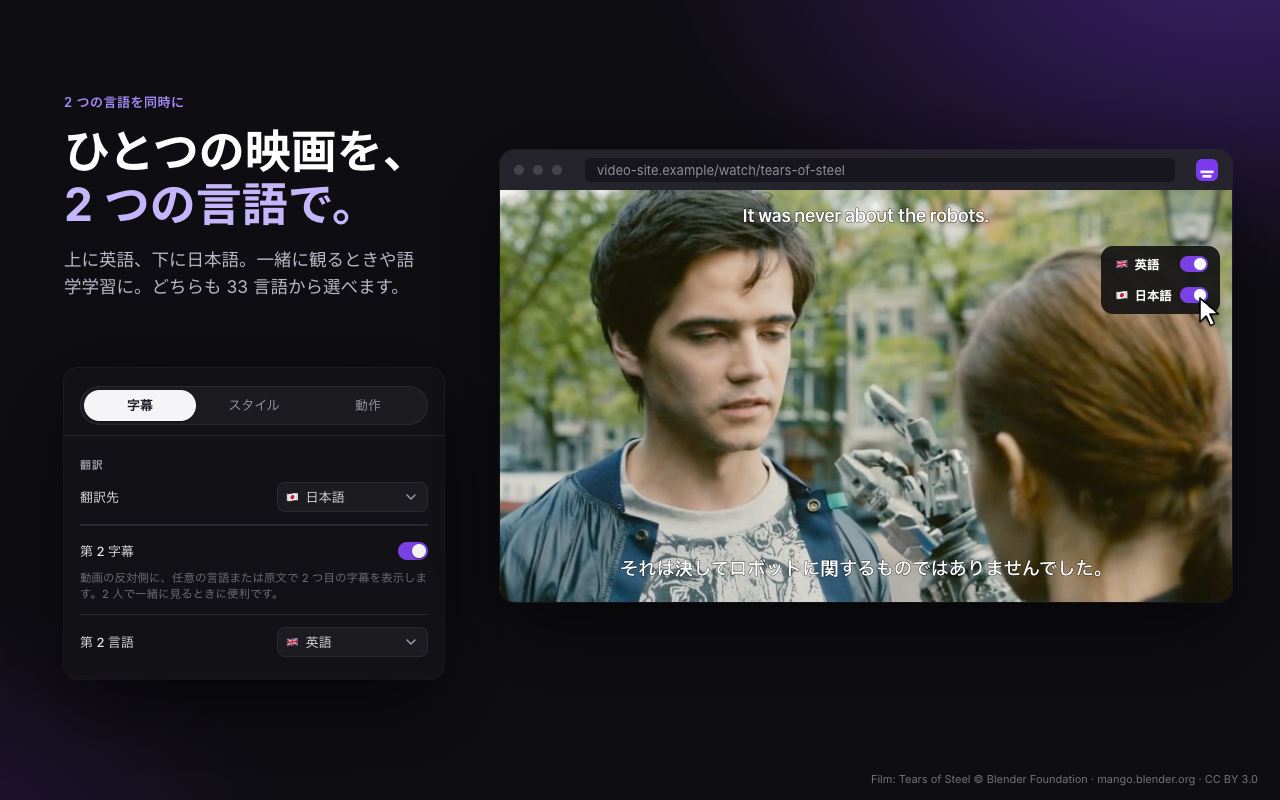 2 つの言語を同時に
ひとつの映画を、
2 つの言語で。
上に英語、下に日本語。一緒に観るときや語
学学習に。どちらも 33 言語から選べます。
字幕 スタイル 動作
翻訳
翻訳先 日本語
第 2 字幕
動画の反対側に、任意の言語または原文で 2 つ目の字幕を表示しま
す。2 人で一緒に見るときに便利です。
第 2 言語 英語
video-site.example/watch/tears-of-steel
It was never about the robots.
英語
日本語
それは決してロボットに関するものではありませんでした。
Film: Tears of Steel © Blender Foundation · mango.blender.org · CC BY 3.0